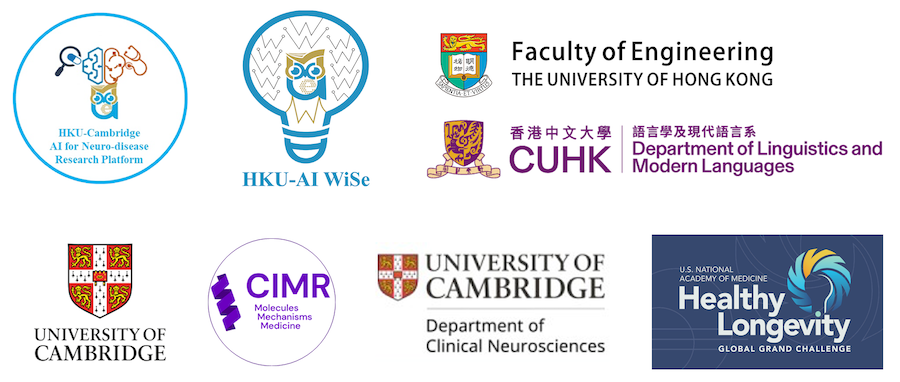 HKU-Cambridge
AI for Neuro-disease
Research Platform
HKU-AI WiSe
Faculty of Engineering
THE UNIVERSITY OF HONG KONG
香港中文大學
CUHK
語言學及現代語言系
Department of Linguistics and
Modern Languages
UNIVERSITY OF
CAMBRIDGE
CIMR
Molecules
Mechanisms
Medicine
UNIVERSITY OF
CAMBRIDGE
Department of
Clinical Neurosciences
U.S. NATIONAL
ACADEMY OF MEDICINE
Healthy
Longevity
GLOBAL GRAND CHALLENGE